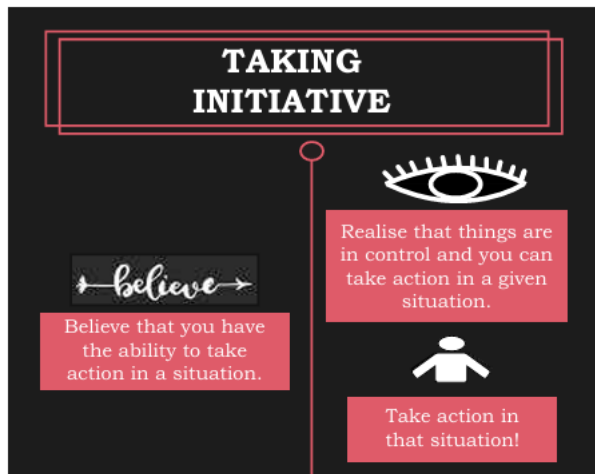 TAKING
INITIATIVE
Realise that things are
in control and you can
take action in a given
situation.
believe
Believe that you have
the ability to take
action in a situation.
Take action in
that situation!